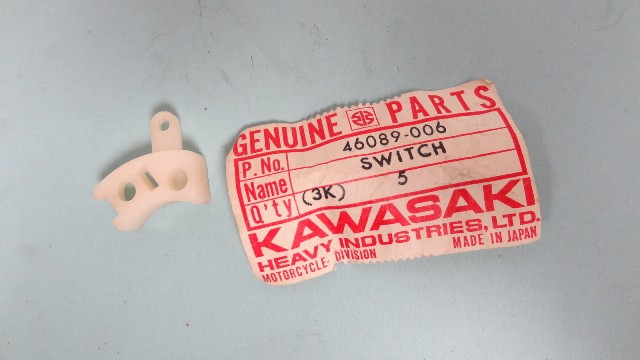 GENUINE PARTS
P.No. 46089-006
Name SWITCH
Q'ty (3K) 5
KAWASAKI
HEAVY INDUSTRIES, LTD.
MOTORCYCLE DIVISION MADE IN JAPAN